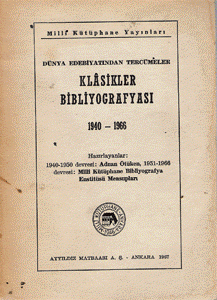 Milli Kütüphane Yayınları
DÜNYA EDEBİYATINDAN TERCÜMELER
KLÂSİKLER
BİBLİYOGRAFYASI
1940 — 1966
Hazırlayanlar:
1940-1950 devresi: Adnan Ötüken, 1951-1966
devresi: Milli Kütüphane Bibliyografya
Enstitüsü Mensupları
AYYILDIZ MATBAASI A. Ş. - ANKARA 1967